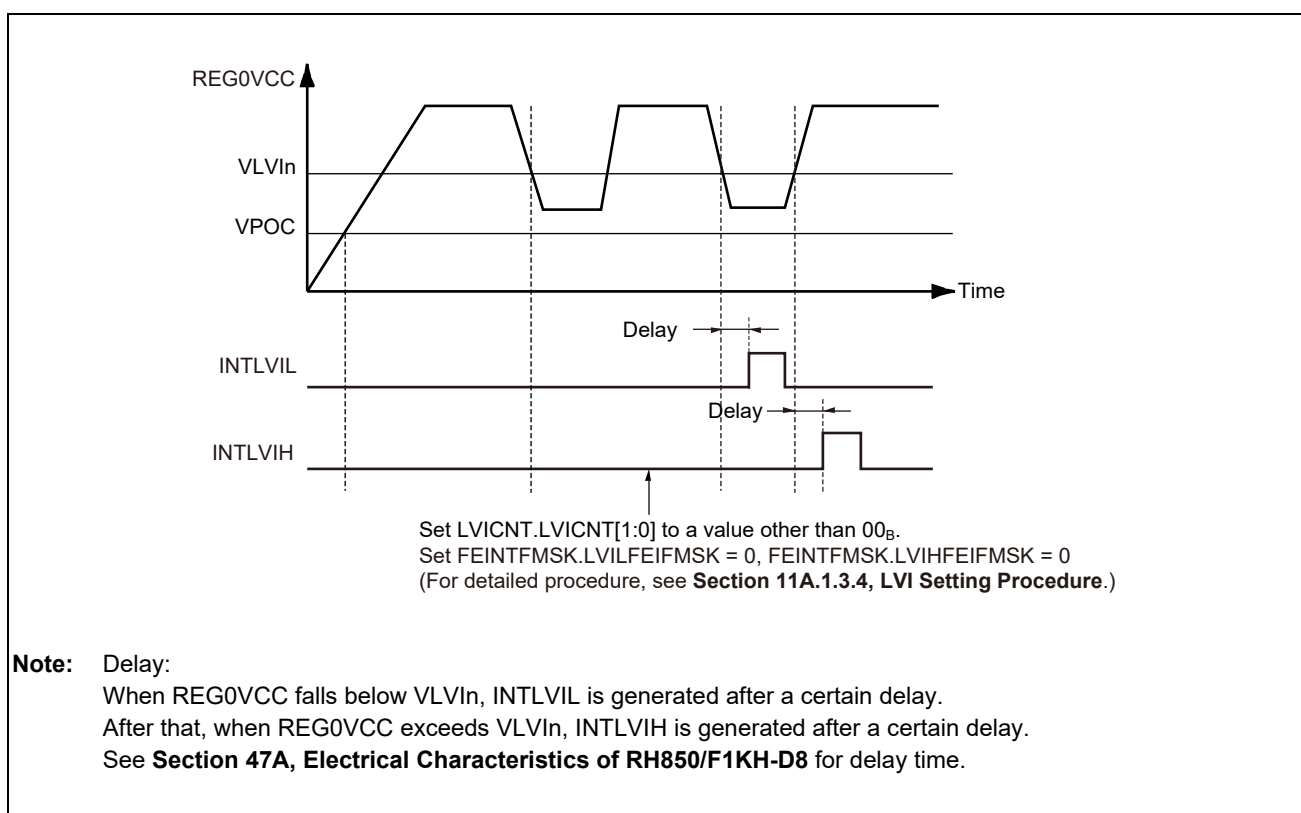 REG0VCC
VLVIn
VPOC
Time
Delay
INTLVIL
Delay
INTLVIH
Set LVICNT.LVICNT[1:0] to a value other than 00B.
Set FEINTFMSK.LVILFEIFMSK = 0, FEINTFMSK.LVIHFEIFMSK = 0
(For detailed procedure, see Section 11A.1.3.4, LVI Setting Procedure.)
Note: Delay:
When REG0VCC falls below VLVIn, INTLVIL is generated after a certain delay.
After that, when REG0VCC exceeds VLVIn, INTLVIH is generated after a certain delay.
See Section 47A, Electrical Characteristics of RH850/F1KH-D8 for delay time.